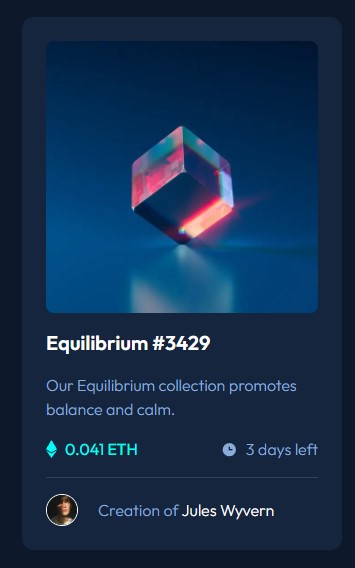 Equilibrium #3429
Our Equilibrium collection promotes
balance and calm.
0.041 ETH
3 days left
Creation of Jules Wyvern